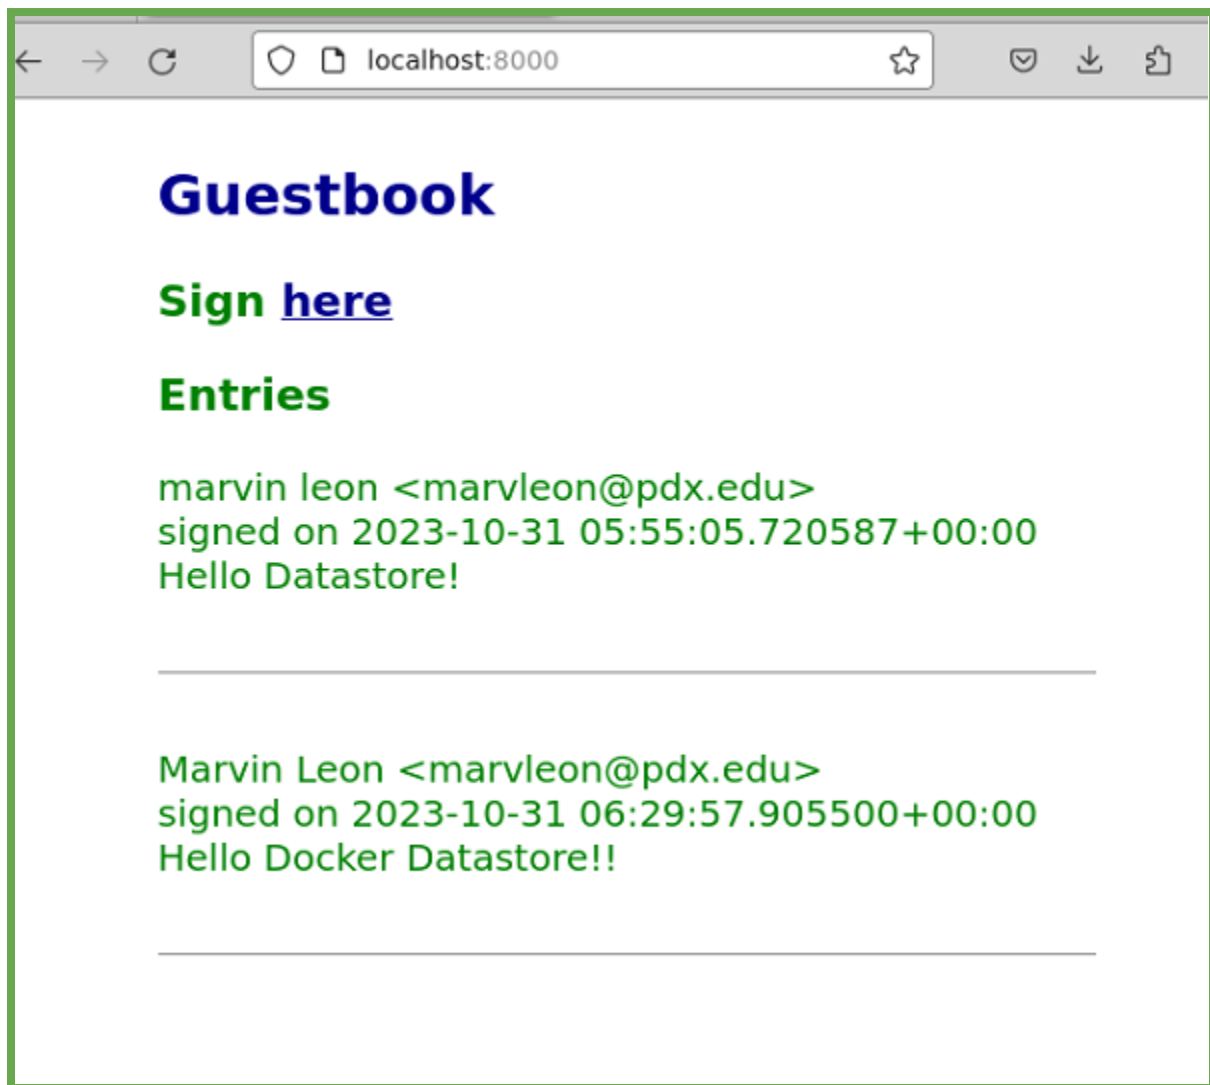 localhost:8000
Guestbook
Sign here
Entries
marvin leon <marvleon@pdx.edu>
signed on 2023-10-31 05:55:05.720587+00:00
Hello Datastore!
Marvin Leon <marvleon@pdx.edu>
signed on 2023-10-31 06:29:57.905500+00:00
Hello Docker Datastore!!